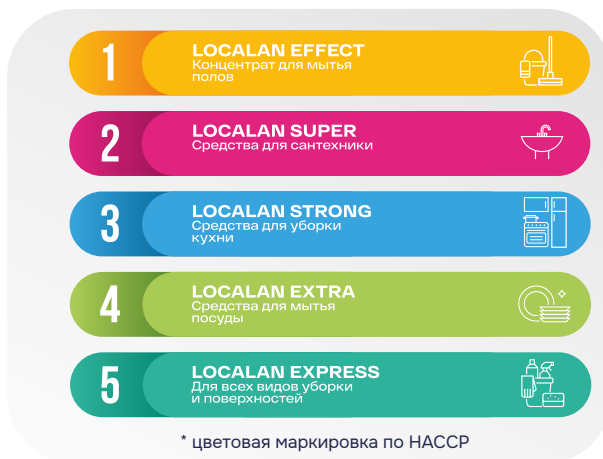 1
LOCALAN EFFECT
Концентрат для мытья
полов
2
LOCALAN SUPER
Средства для сантехники
3
LOCALAN STRONG
Средства для уборки
кухни
4
LOCALAN EXTRA
Средства для мытья
посуды
5
LOCALAN EXPRESS
Для всех видов уборки
и поверхностей
* цветовая маркировка по HACCP